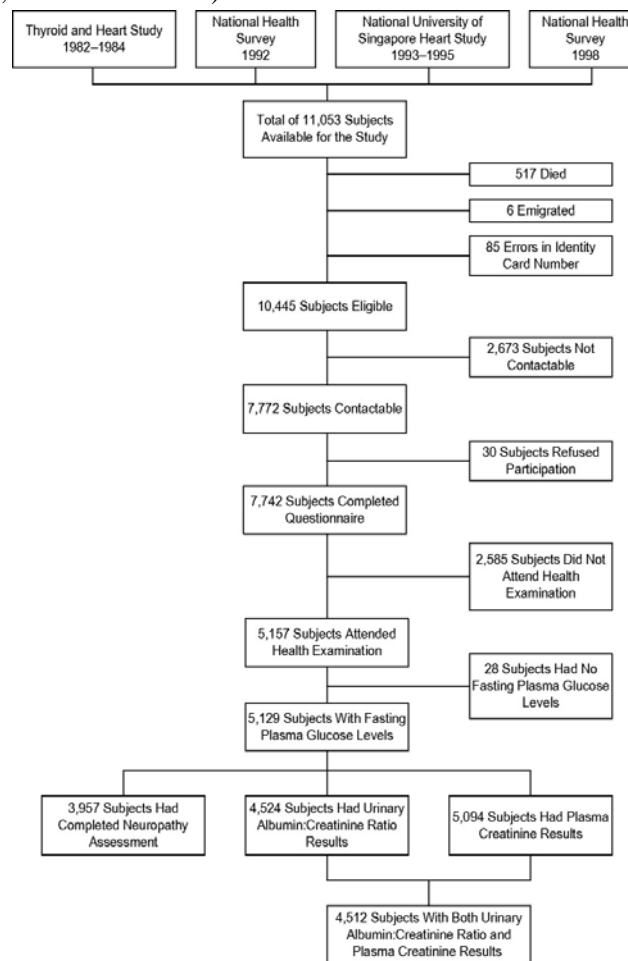 Thyroid and Heart Study
1982–1984
National Health
Survey
1992
National University of
Singapore Heart Study
1993–1995
National Health
Survey
1998
Total of 11,053 Subjects
Available for the Study
517 Died
6 Emigrated
85 Errors in Identity
Card Number
10,445 Subjects Eligible
2,673 Subjects Not
Contactable
7,772 Subjects Contactable
30 Subjects Refused
Participation
7,742 Subjects Completed
Questionnaire
2,585 Subjects Did Not
Attend Health
Examination
5,157 Subjects Attended
Health Examination
28 Subjects Had No
Fasting Plasma Glucose
Levels
5,129 Subjects With Fasting
Plasma Glucose Levels
3,957 Subjects Had
Completed Neuropathy
Assessment
4,524 Subjects Had Urinary
Albumin:Creatinine Ratio
Results
5,094 Subjects Had Plasma
Creatinine Results
4,512 Subjects With Both Urinary
Albumin:Creatinine Ratio and
Plasma Creatinine Results